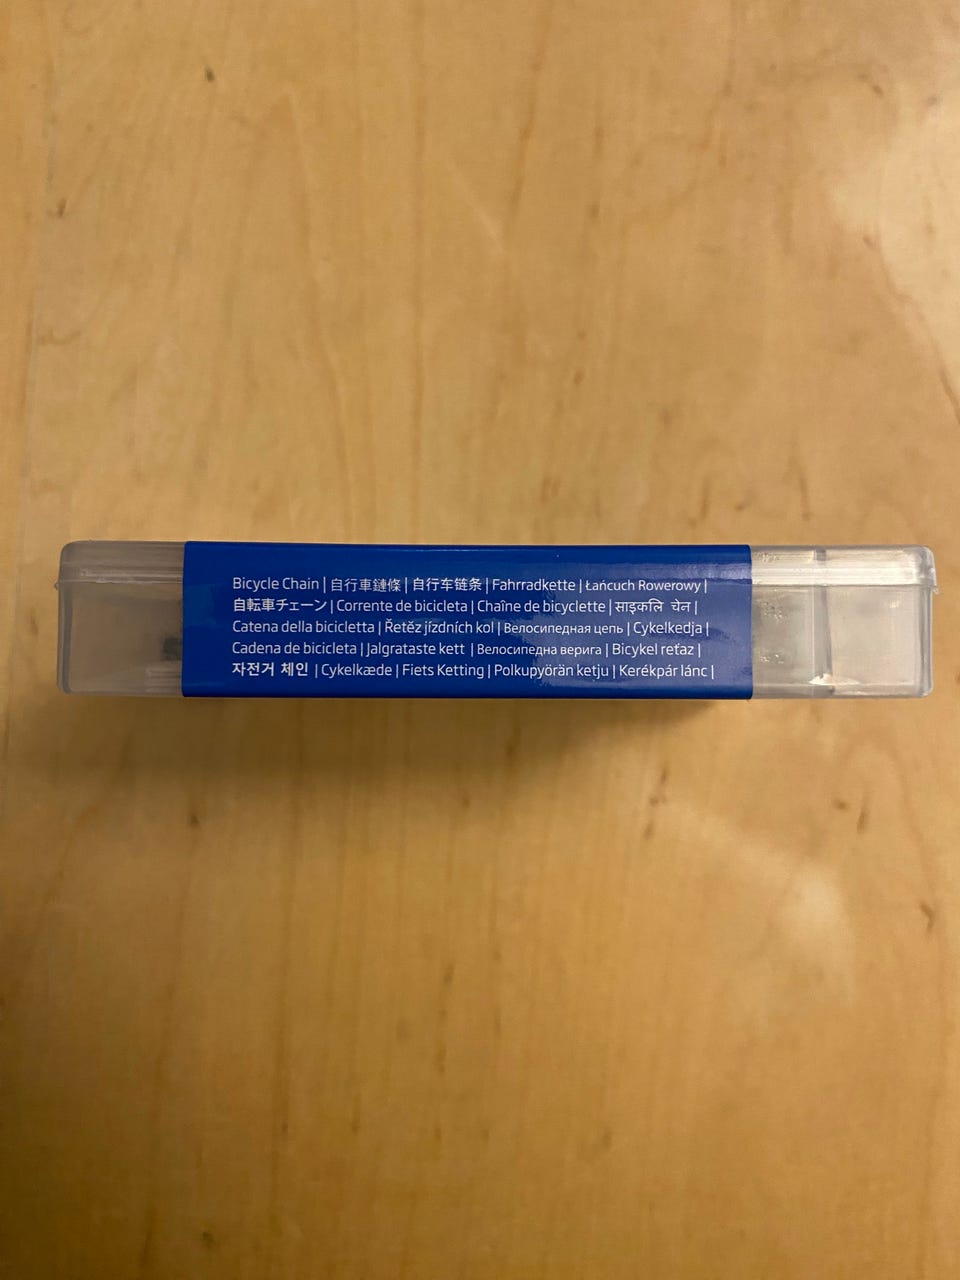 Bicycle Chain | 自行車鏈條 | 自行车链条 | Fahrradkette | Łańcuch Rowerowy |
自転車チェーン | Corrente de bicicleta | Chaîne de bicyclette | साइकलि चेन |
Catena della bicicletta | Řetěz jízdních kol | Велосипедная цепь | Cykelkedja |
Cadena de bicicleta | Jalgrataste kett | Велосипедна верига | Bicykel reťaz |
자전거 체인 | Cykelkæde | Fiets Ketting | Polkupyörän ketju | Kerékpár lánc |